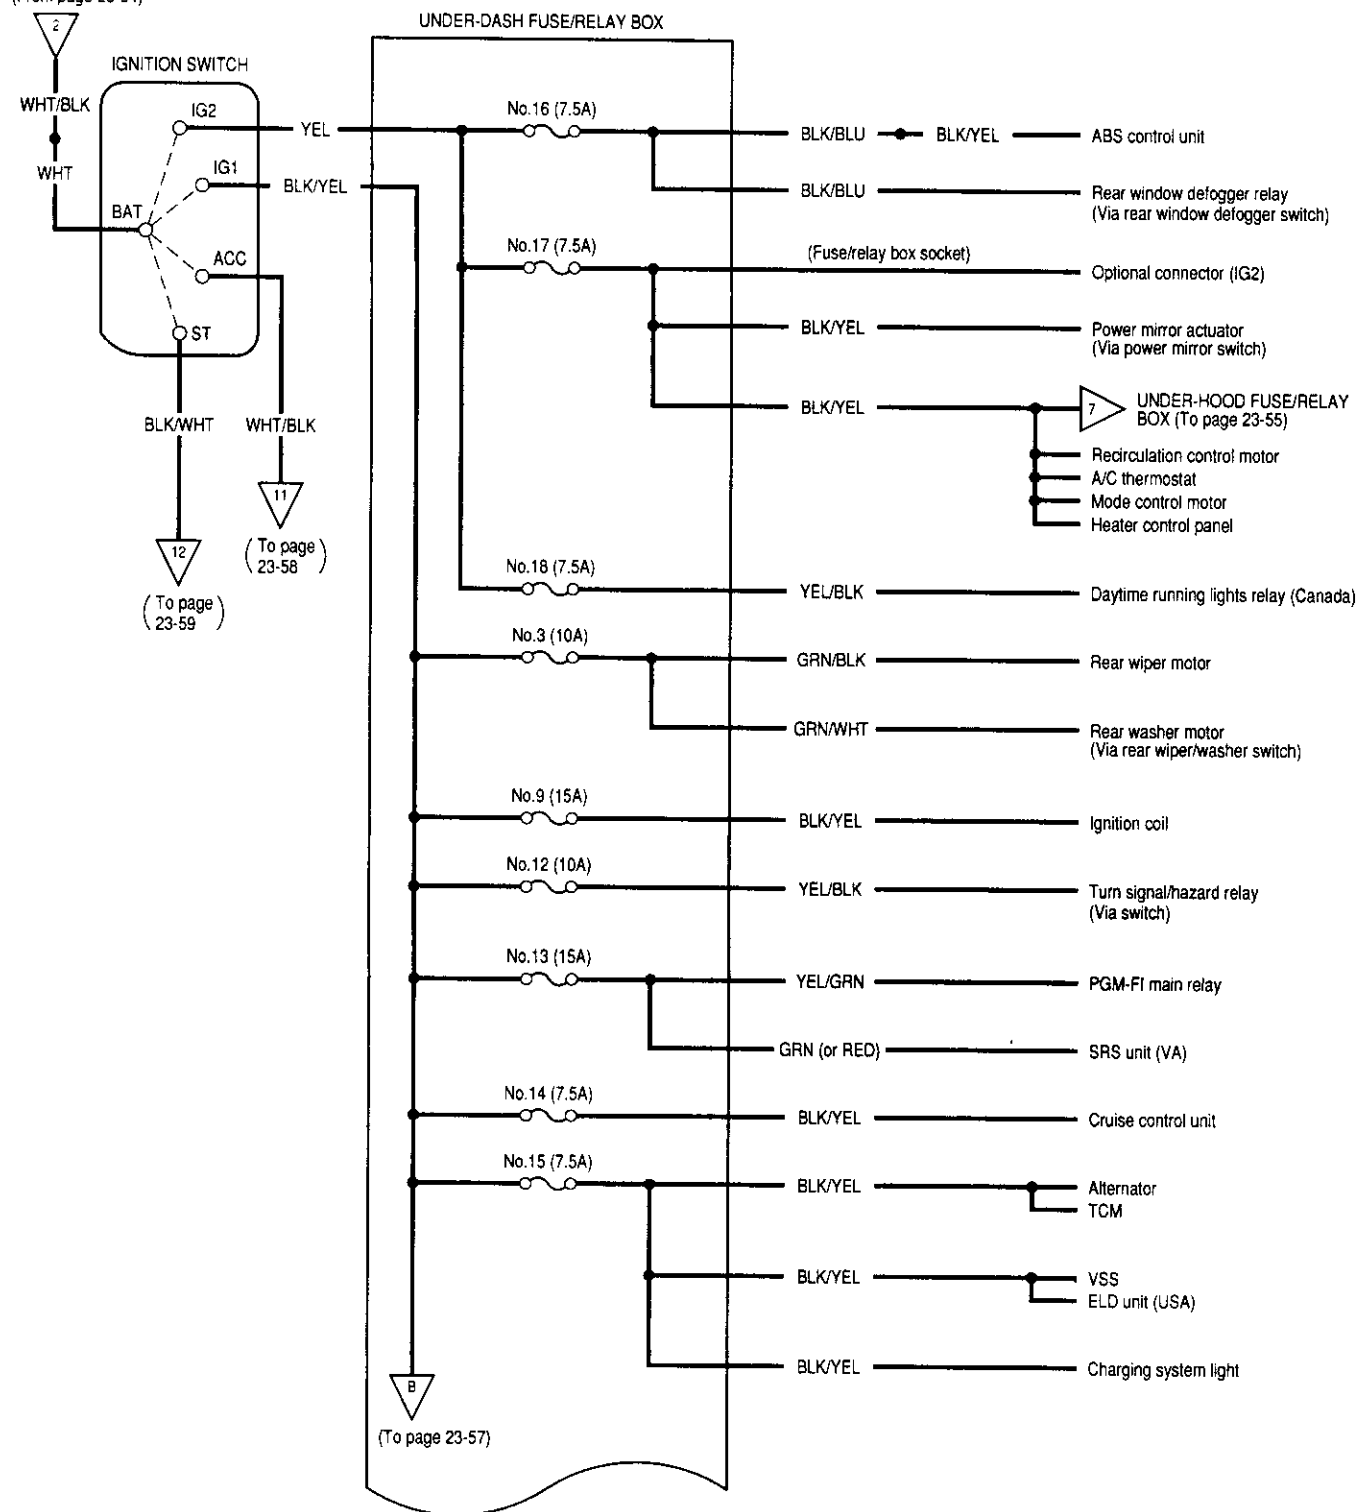 2
UNDER-DASH FUSE/RELAY BOX
IGNITION SWITCH
WHT/BLK
WHT
BAT
IG2
IG1
ACC
ST
YEL
BLK/YEL
BLK/WHT
WHT/BLK
12
(To page
23-59)
11
(To page
23-58)
No.16 (7.5A)
BLK/BLU
BLK/YEL
ABS control unit
BLK/BLU
Rear window defogger relay
(Via rear window defogger switch)
No.17 (7.5A)
(Fuse/relay box socket)
Optional connector (IG2)
BLK/YEL
Power mirror actuator
(Via power mirror switch)
BLK/YEL
7
UNDER-HOOD FUSE/RELAY
BOX (To page 23-55)
Recirculation control motor
A/C thermostat
Mode control motor
Heater control panel
No.18 (7.5A)
YEL/BLK
Daytime running lights relay (Canada)
No.3 (10A)
GRN/BLK
Rear wiper motor
GRN/WHT
Rear washer motor
(Via rear wiper/washer switch)
No.9 (15A)
BLK/YEL
Ignition coil
No.12 (10A)
YEL/BLK
Turn signal/hazard relay
(Via switch)
No.13 (15A)
YEL/GRN
PGM-FI main relay
GRN (or RED)
SRS unit (VA)
No.14 (7.5A)
BLK/YEL
Cruise control unit
No.15 (7.5A)
BLK/YEL
Alternator
TCM
BLK/YEL
VSS
ELD unit (USA)
BLK/YEL
Charging system light
B
(To page 23-57)